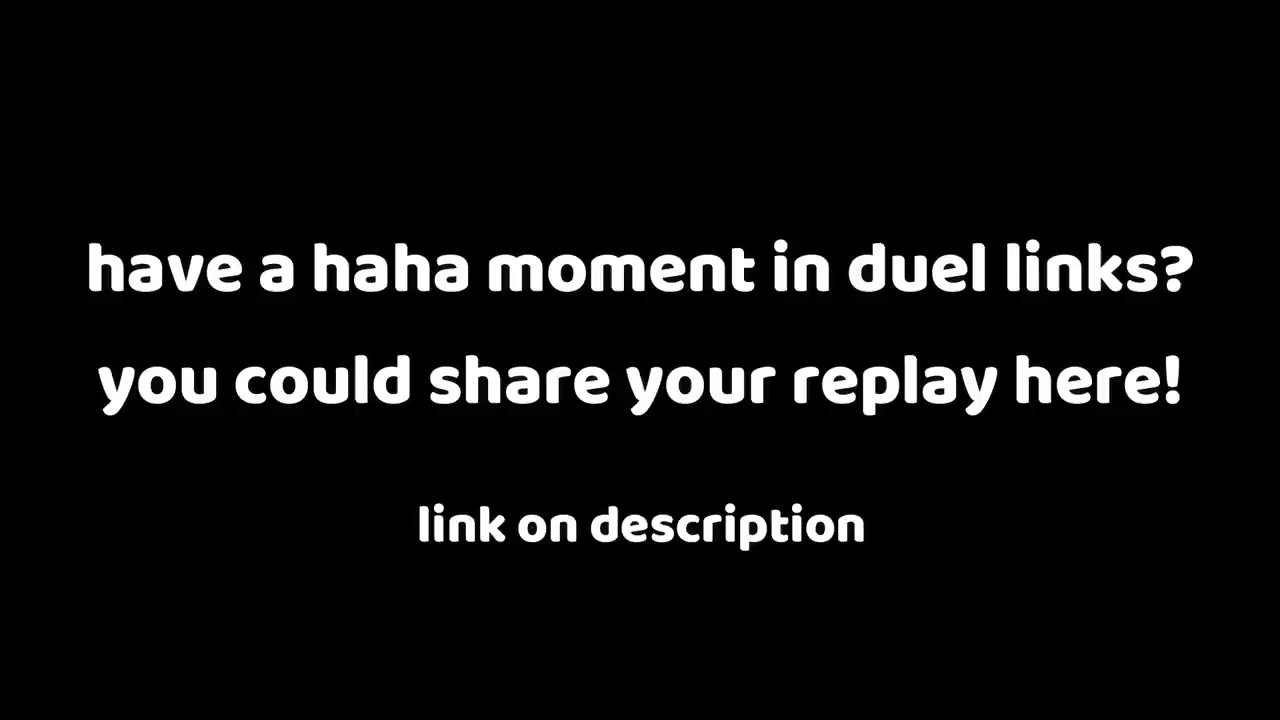 have a haha moment in duel links?
you could share your replay here!
link on description